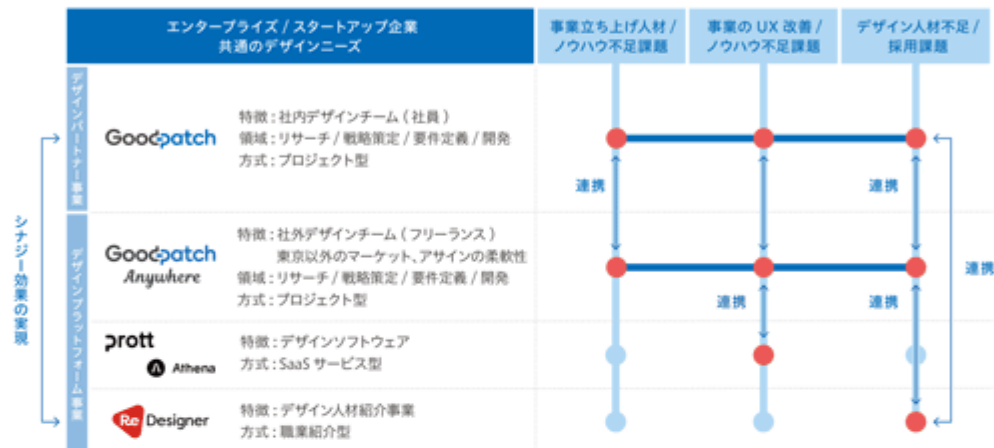 エンタープライズ / スタートアップ企業
共通のデザインニーズ
事業立ち上げ人材 /
ノウハウ不足課題
事業の UX 改善 /
ノウハウ不足課題
デザイン人材不足 /
採用課題
シナジー効果の実現
デザインパートナー事業
Goodpatch
特徴 : 社内デザインチーム ( 社員 )
領域 : リサーチ / 戦略策定 / 要件定義 / 開発
方式 : プロジェクト型
連携
連携
デザインプラットフォーム事業
Goodpatch
Anywhere
特徴 : 社外デザインチーム ( フリーランス )
東京以外のマーケット、アサインの柔軟性
領域 : リサーチ / 戦略策定 / 要件定義 / 開発
方式 : プロジェクト型
連携
連携
連携
prott
Athena
特徴 : デザインソフトウェア
方式 : SaaS サービス型
Re Designer
特徴 : デザイン人材紹介事業
方式 : 職業紹介型